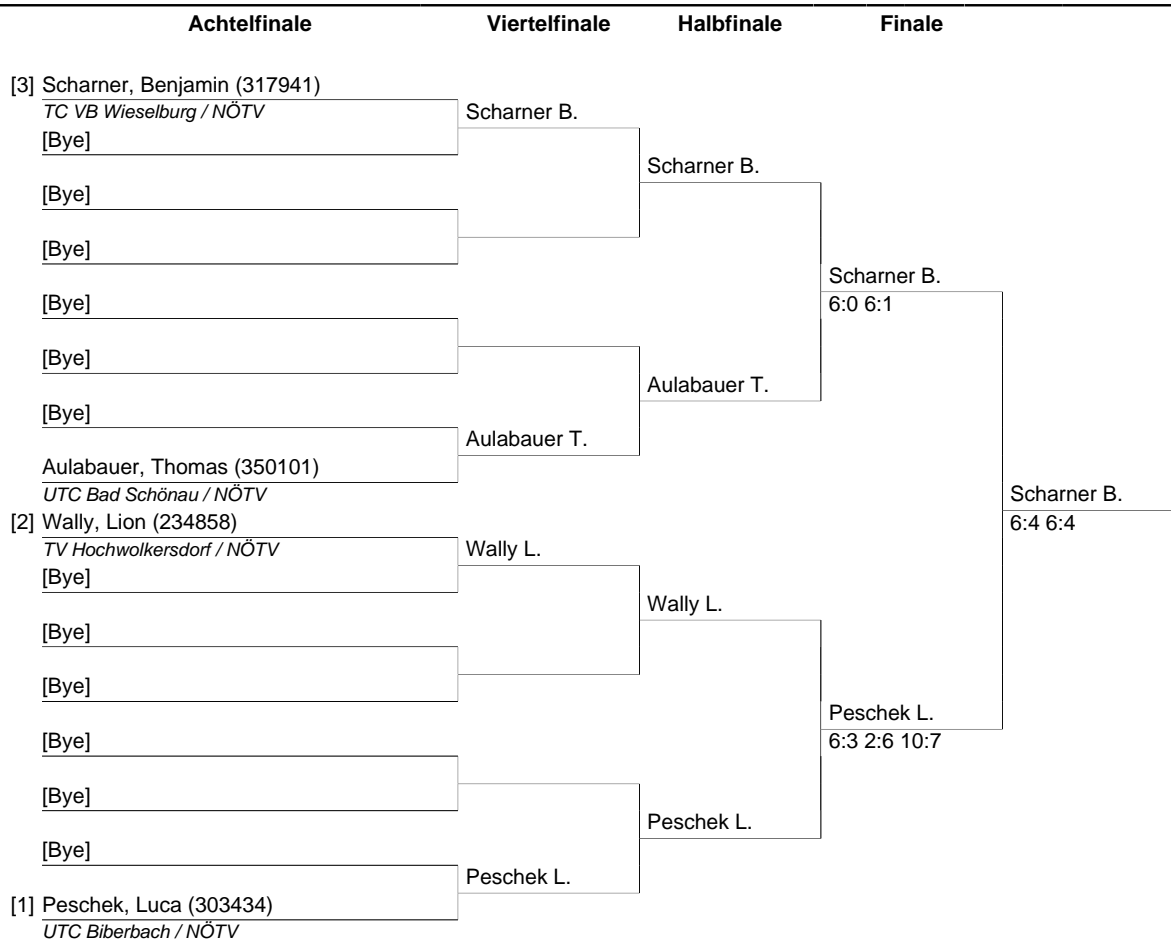 Achtelfinale Viertelfinale Halbfinale Finale
[3] Scharner, Benjamin (317941)
TC VB Wieselburg / NÖTV
Scharner B.
[Bye]
Scharner B.
[Bye]
[Bye]
Scharner B.
[Bye]
6:0 6:1
[Bye]
Aulabauer T.
[Bye]
Aulabauer T.
Aulabauer, Thomas (350101)
UTC Bad Schönau / NÖTV
Scharner B.
[2] Wally, Lion (234858)
6:4 6:4
TV Hochwolkersdorf / NÖTV
Wally L.
[Bye]
Wally L.
[Bye]
[Bye]
Peschek L.
[Bye]
6:3 2:6 10:7
[Bye]
Peschek L.
[Bye]
Peschek L.
[1] Peschek, Luca (303434)
UTC Biberbach / NÖTV